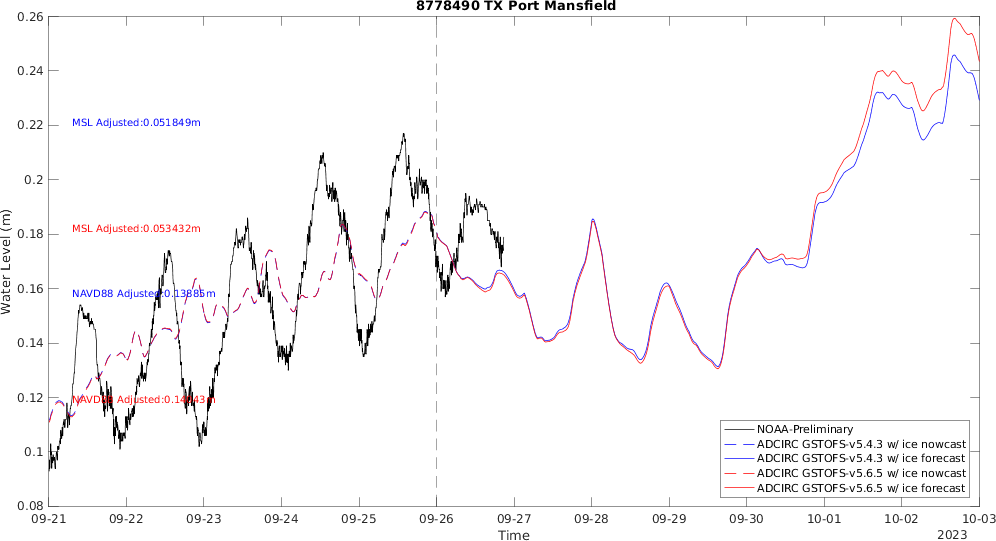 8778490 TX Port Mansfield
Water Level (m)
0.26
0.24
0.22
0.2
0.18
0.16
0.14
0.12
0.1
0.08
MSL Adjusted:0.051849m
MSL Adjusted:0.053432m
NAVD88 Adjusted:0.13885m
Adjusted:
NOAA-Preliminary
ADCIRC GSTOFS-v5.4.3 w/ ice nowcast
ADCIRC GSTOFS-v5.4.3 w/ ice forecast
ADCIRC GSTOFS-v5.6.5 w/ ice nowcast
ADCIRC GSTOFS-v5.6.5 w/ ice forecast
09-21 09-22 09-23 09-24 09-25 09-26 09-27 09-28 09-29 09-30 10-01 10-02 10-03
Time
2023